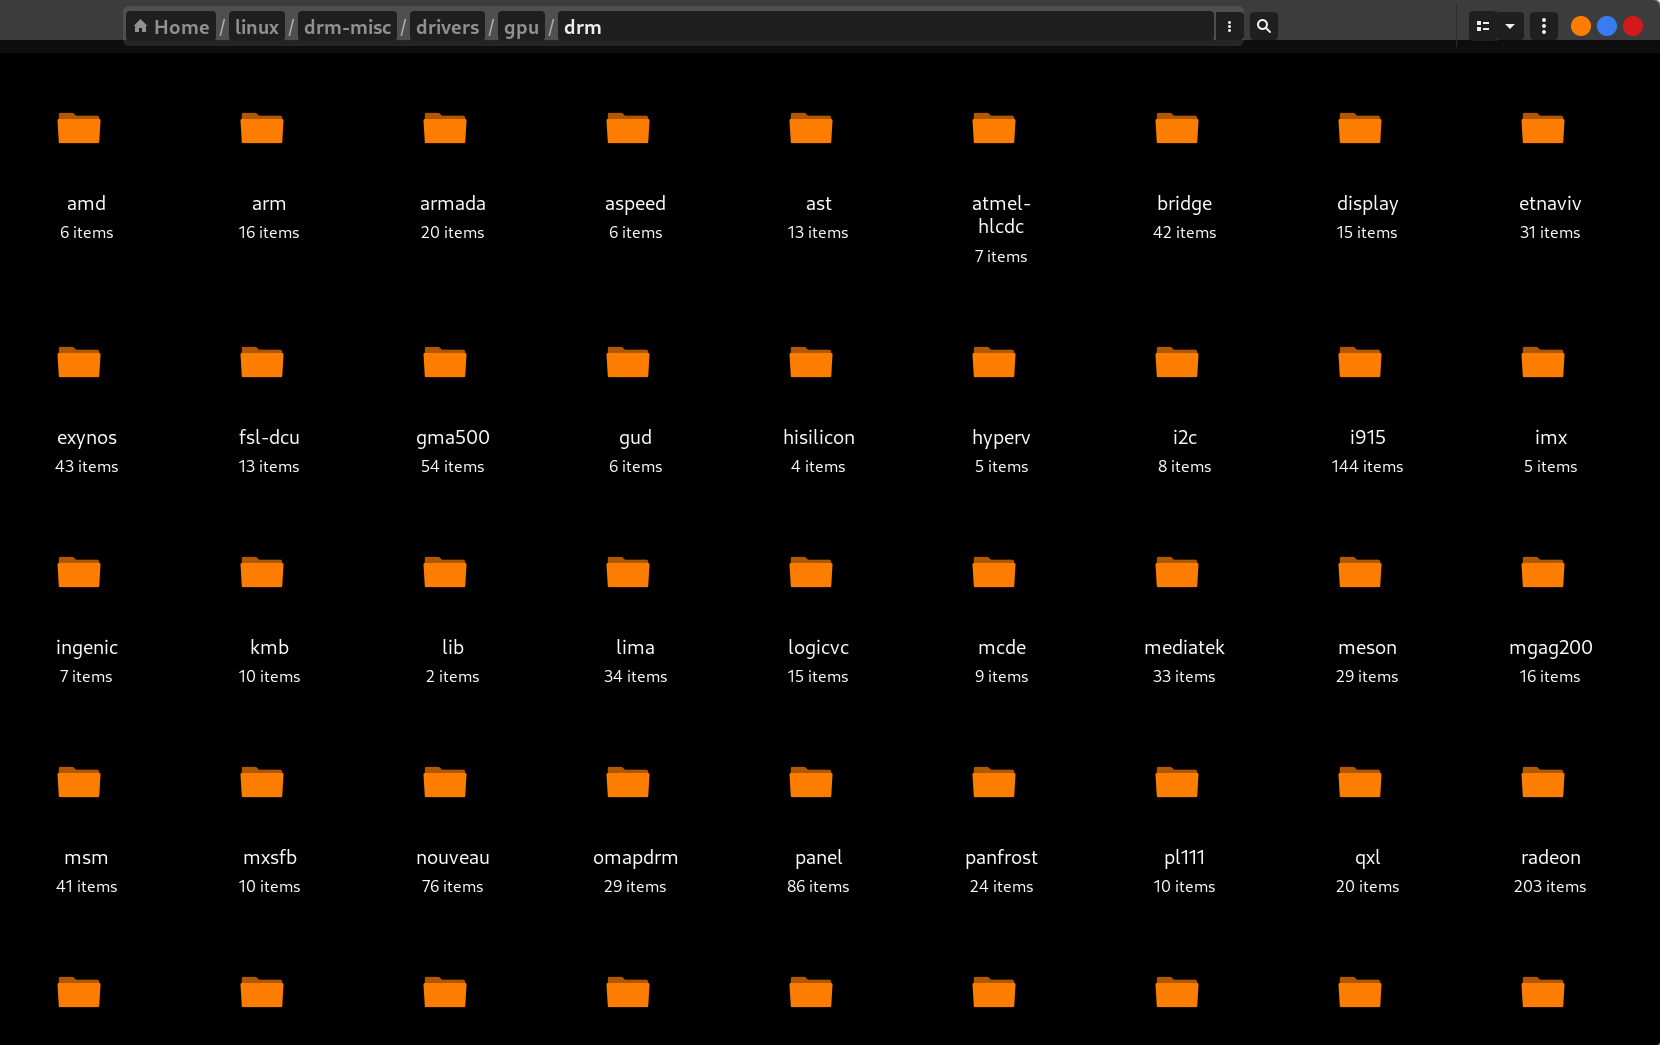 Home / linux / drm-misc / drivers / gpu / drm
amd arm armada aspeed ast atmel- bridge display etnaviv
hlcdc
6 items 16 items 20 items 6 items 13 items 7 items 42 items 15 items 31 items
exynos fsl-dcu gma500 gud hisilicon hyperv i2c i915 imx
43 items 13 items 54 items 6 items 4 items 5 items 8 items 144 items 5 items
ingenic kmb lib lima logicvc mcde mediatek meson mgag200
7 items 10 items 2 items 34 items 15 items 9 items 33 items 29 items 16 items
msm mxsfb nouveau omapdrm panel panfrost pl111 qxl radeon
41 items 10 items 76 items 29 items 86 items 24 items 10 items 20 items 203 items